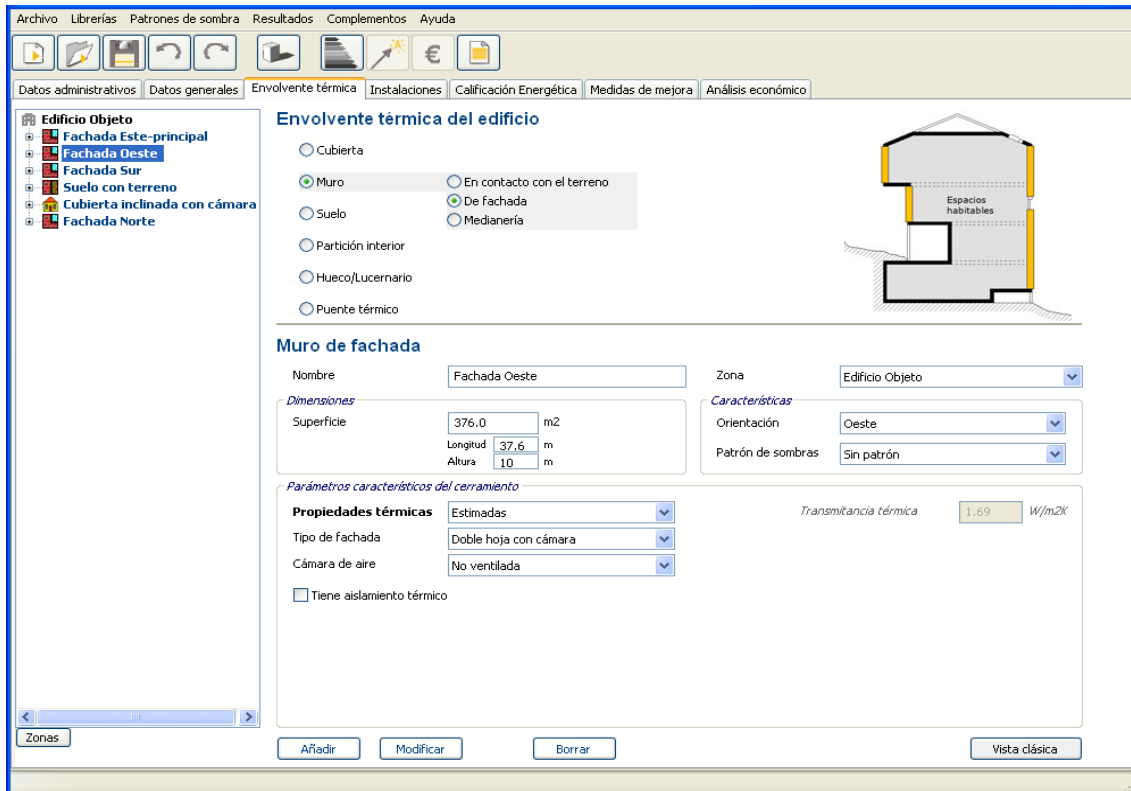 Archivo Librerías Patrones de sombra Resultados Complementos Ayuda
€
Datos administrativos Datos generales Envolvente térmica Instalaciones Calificación Energética Medidas de mejora Análisis económico
Edificio Objeto
Fachada Este-principal
Fachada Oeste
Fachada Sur
Suelo con terreno
Cubierta inclinada con cámara
Fachada Norte
Zonas
Envolvente térmica del edificio
Cubierta
Muro
En contacto con el terreno
De fachada
Medianería
Suelo
Partición interior
Hueco/Lucernario
Puente térmico
Espacios
habitables
Muro de fachada
Nombre Fachada Oeste Zona Edificio Objeto
Dimensiones
Superficie 376.0 m2
Longitud 37.6 m
Altura 10 m
Características
Orientación Oeste
Patrón de sombras Sin patrón
Parámetros característicos del cerramiento
Propiedades térmicas Estimadas Transmitancia térmica 1.69 W/m2K
Tipo de fachada Doble hoja con cámara
Cámara de aire No ventilada
Tiene aislamiento térmico
Añadir Modificar Borrar Vista clásica